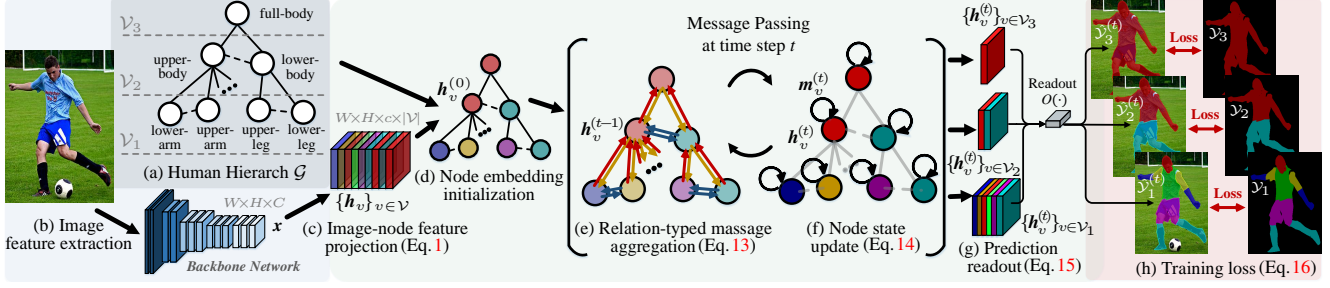 𝒱₃
full-body
upper-
body
lower-
body
𝒱₂
𝒱₁
lower-
arm
upper-
arm
upper-
leg
lower-
leg
(a) Human Hierarch 𝒢
(b) Image
feature extraction
W×H×C
x
Backbone Network
W×H×c×|𝒱|
{h_v}_{v∈𝒱}
(c) Image-node feature
projection (Eq. 1)
h_v^{(0)}
(d) Node embedding
initialization
Message Passing
at time step t
h_v^{(t-1)}
m_v^{(t)}
h_v^{(t)}
(e) Relation-typed massage
aggregation (Eq. 13)
(f) Node state
update (Eq. 14)
{h_v^{(t)}}_{v∈𝒱₃}
{h_v^{(t)}}_{v∈𝒱₂}
{h_v^{(t)}}_{v∈𝒱₁}
Readout
O(·)
(g) Prediction
readout (Eq. 15)
ŷ₃^{(t)}
Loss
𝒴₃
ŷ₂^{(t)}
Loss
𝒴₂
ŷ₁^{(t)}
Loss
𝒴₁
(h) Training loss (Eq. 16)